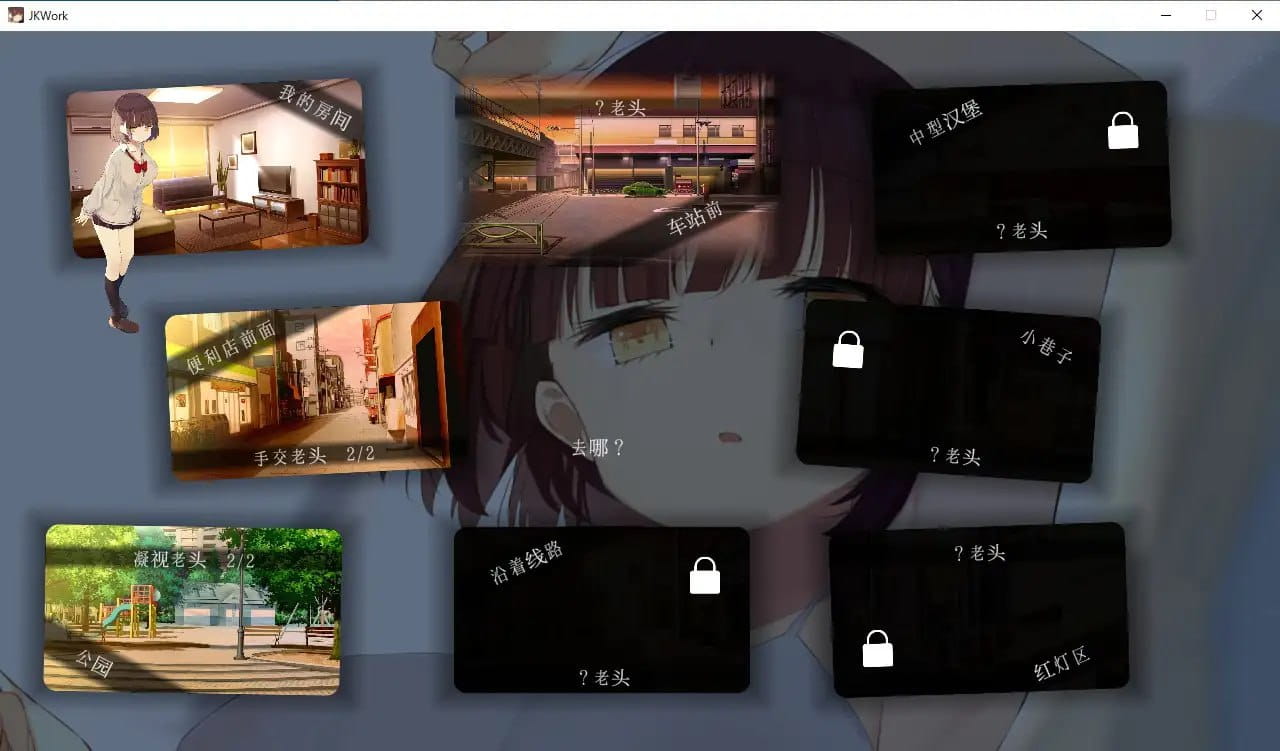 JKWork
我的房间
？老头
车站前
中型汉堡
？老头
便利店前面
手交老头 2/2
去哪？
小巷子
？老头
凝视老头 2/2
公园
沿着线路
？老头
？老头
红灯区